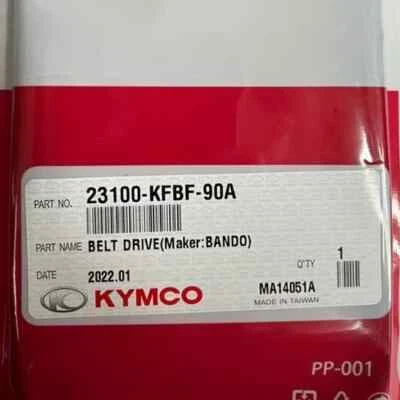 PART NO. 23100-KFBF-90A
PART NAME BELT DRIVE(Maker:BANDO)
DATE 2022.01
Q'TY 1
KYMCO
MA14051A
MADE IN TAIWAN
PP-001